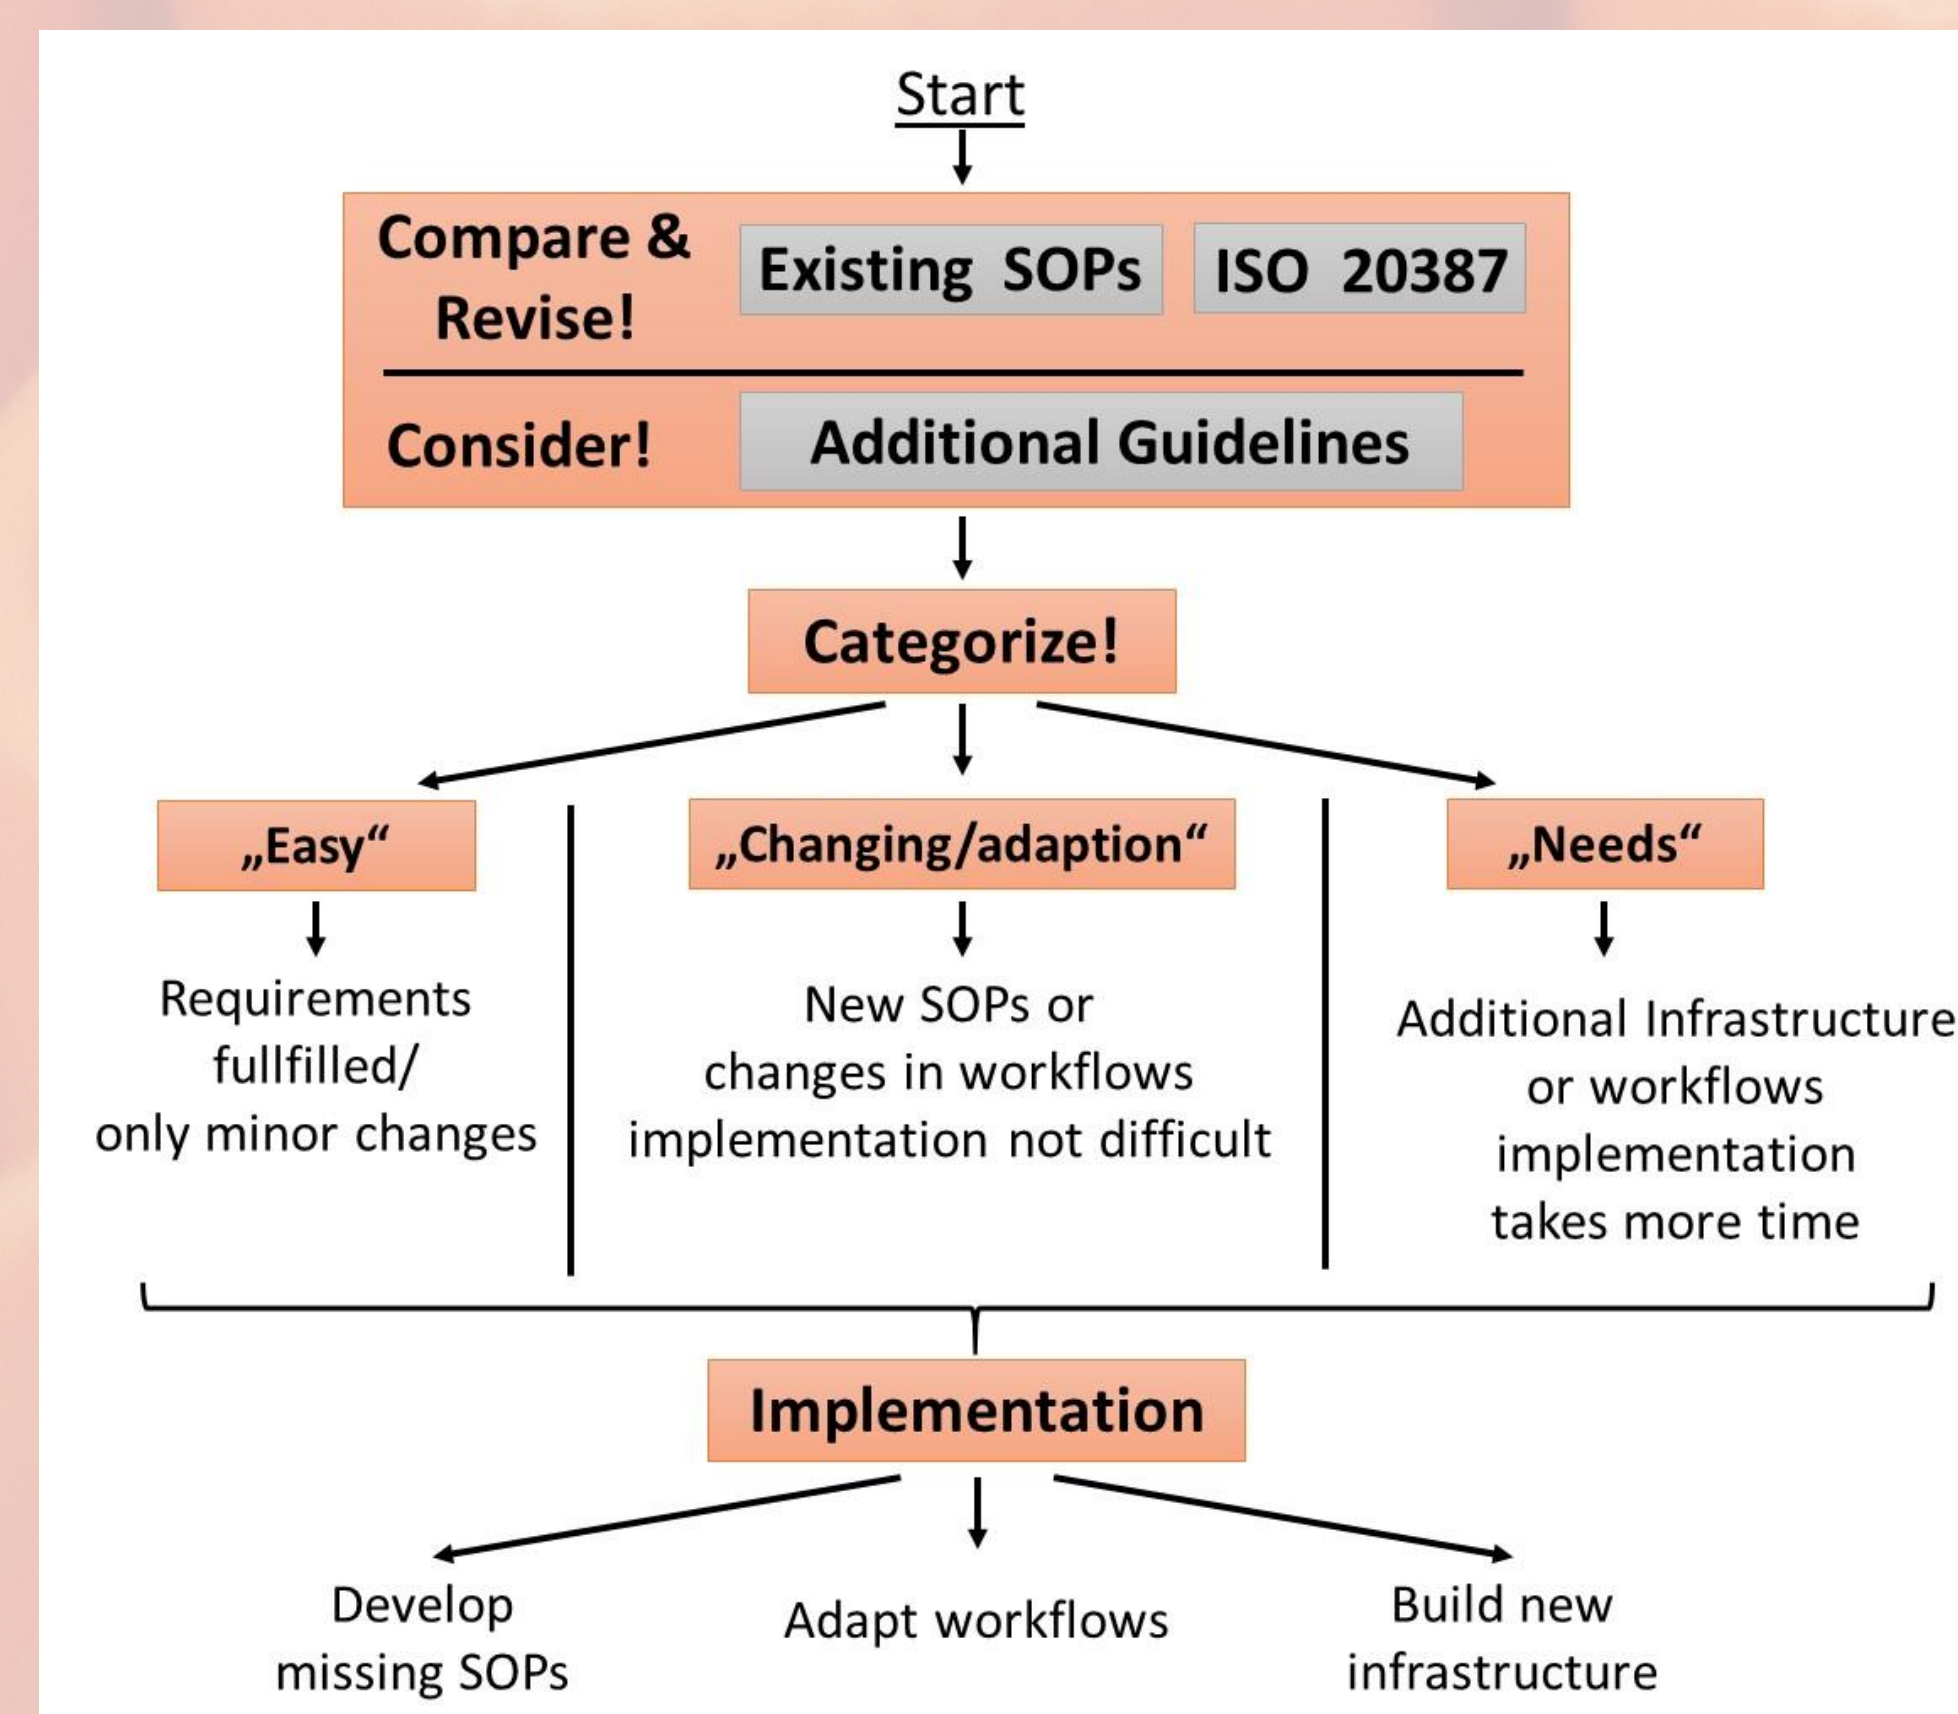 Start
Compare &
Revise!
Existing SOPs
ISO 20387
Consider!
Additional Guidelines
Categorize!
„Easy“
„Changing/adaption“
„Needs“
Requirements
fullfilled/
only minor changes
New SOPs or
changes in workflows
implementation not difficult
Additional Infrastructure
or workflows
implementation
takes more time
Implementation
Develop
missing SOPs
Adapt workflows
Build new
infrastructure